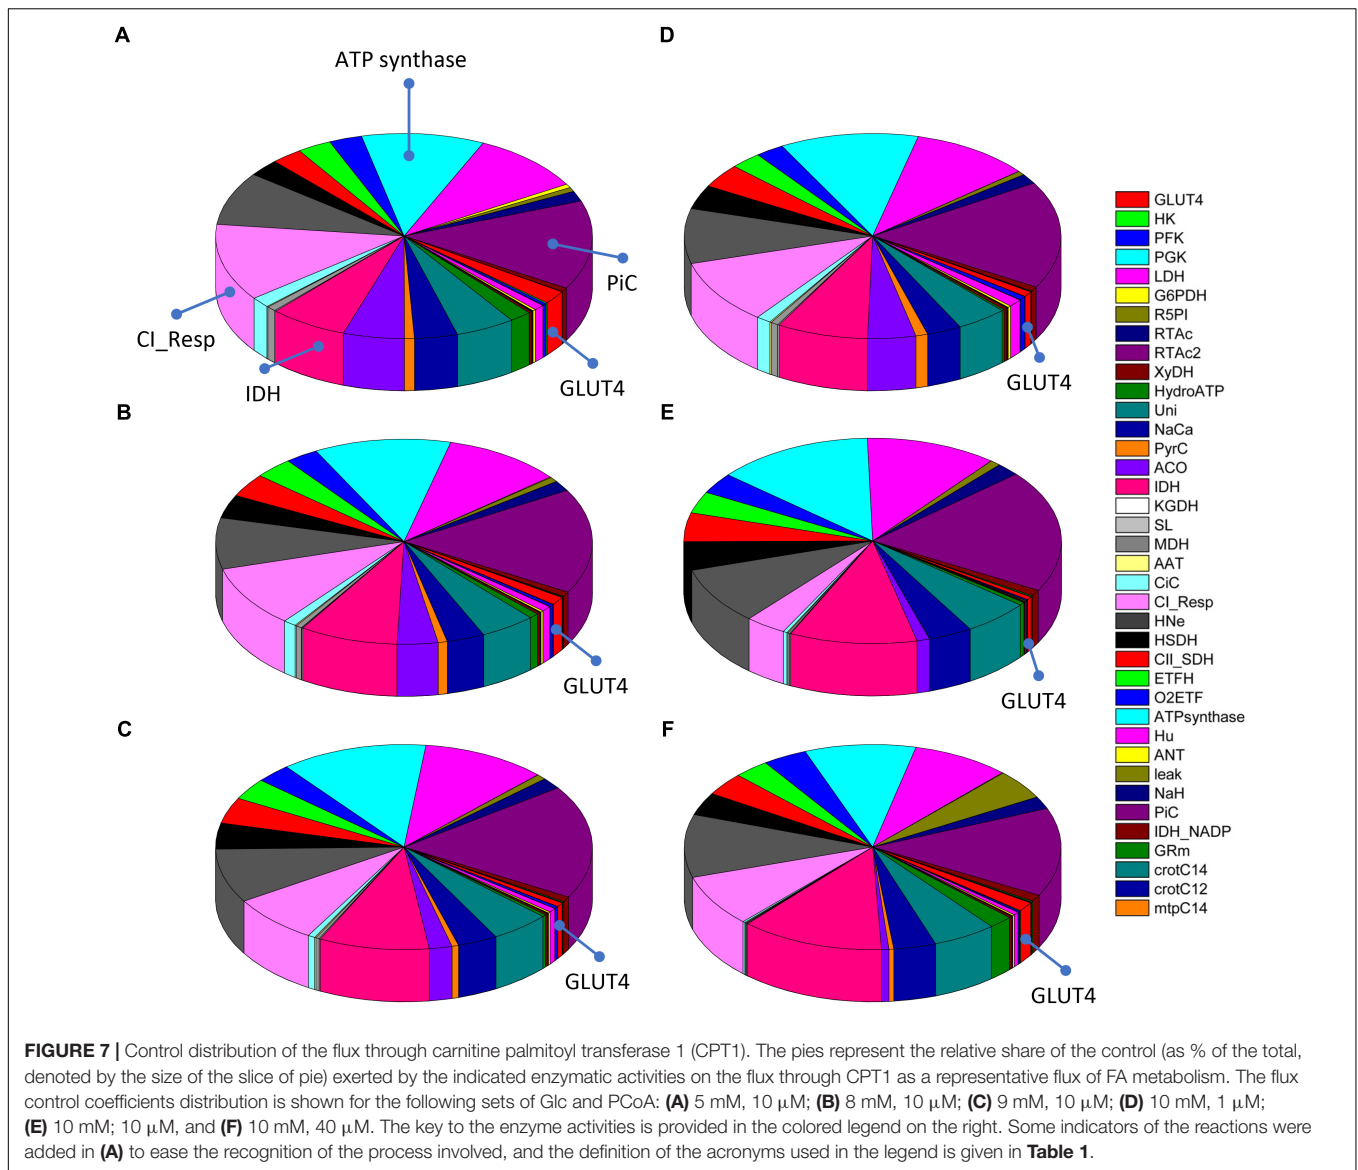 A
ATP synthase
PiC
CI_Resp
IDH
GLUT4
D
GLUT4
B
GLUT4
E
GLUT4
C
GLUT4
F
GLUT4
GLUT4
HK
PFK
PGK
LDH
G6PDH
R5PI
RTAc
RTAc2
XyDH
HydroATP
Uni
NaCa
PyrC
ACO
IDH
KGDH
SL
MDH
AAT
CiC
CI_Resp
HNe
HSDH
CII_SDH
ETFH
O2ETF
ATPsynthase
Hu
ANT
leak
NaH
PiC
IDH_NADP
GRm
crotC14
crotC12
mtpC14
FIGURE 7 | Control distribution of the flux through carnitine palmitoyl transferase 1 (CPT1). The pies represent the relative share of the control (as % of the total,
denoted by the size of the slice of pie) exerted by the indicated enzymatic activities on the flux through CPT1 as a representative flux of FA metabolism. The flux
control coefficients distribution is shown for the following sets of Glc and PCoA: (A) 5 mM, 10 μM; (B) 8 mM, 10 μM; (C) 9 mM, 10 μM; (D) 10 mM, 1 μM;
(E) 10 mM; 10 μM, and (F) 10 mM, 40 μM. The key to the enzyme activities is provided in the colored legend on the right. Some indicators of the reactions were
added in (A) to ease the recognition of the process involved, and the definition of the acronyms used in the legend is given in Table 1.